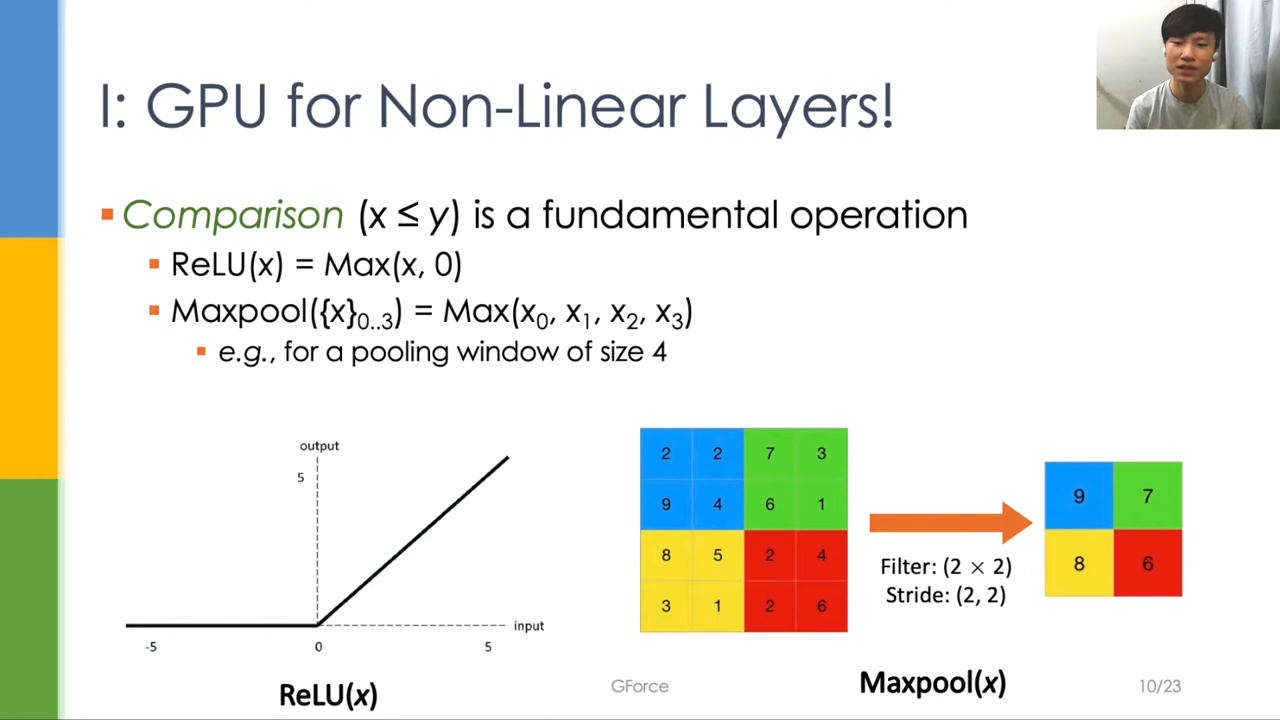 I: GPU for Non-Linear Layers!
Comparison (x ≤ y) is a fundamental operation
ReLU(x) = Max(x, 0)
Maxpool({x}0..3) = Max(x0, x1, x2, x3)
e.g., for a pooling window of size 4
output
5
input
-5 0 5
ReLU(x)
2 2 7 3
9 4 6 1
8 5 2 4
3 1 2 6
Filter: (2 × 2)
Stride: (2, 2)
9 7
8 6
Maxpool(x)
GForce
10/23